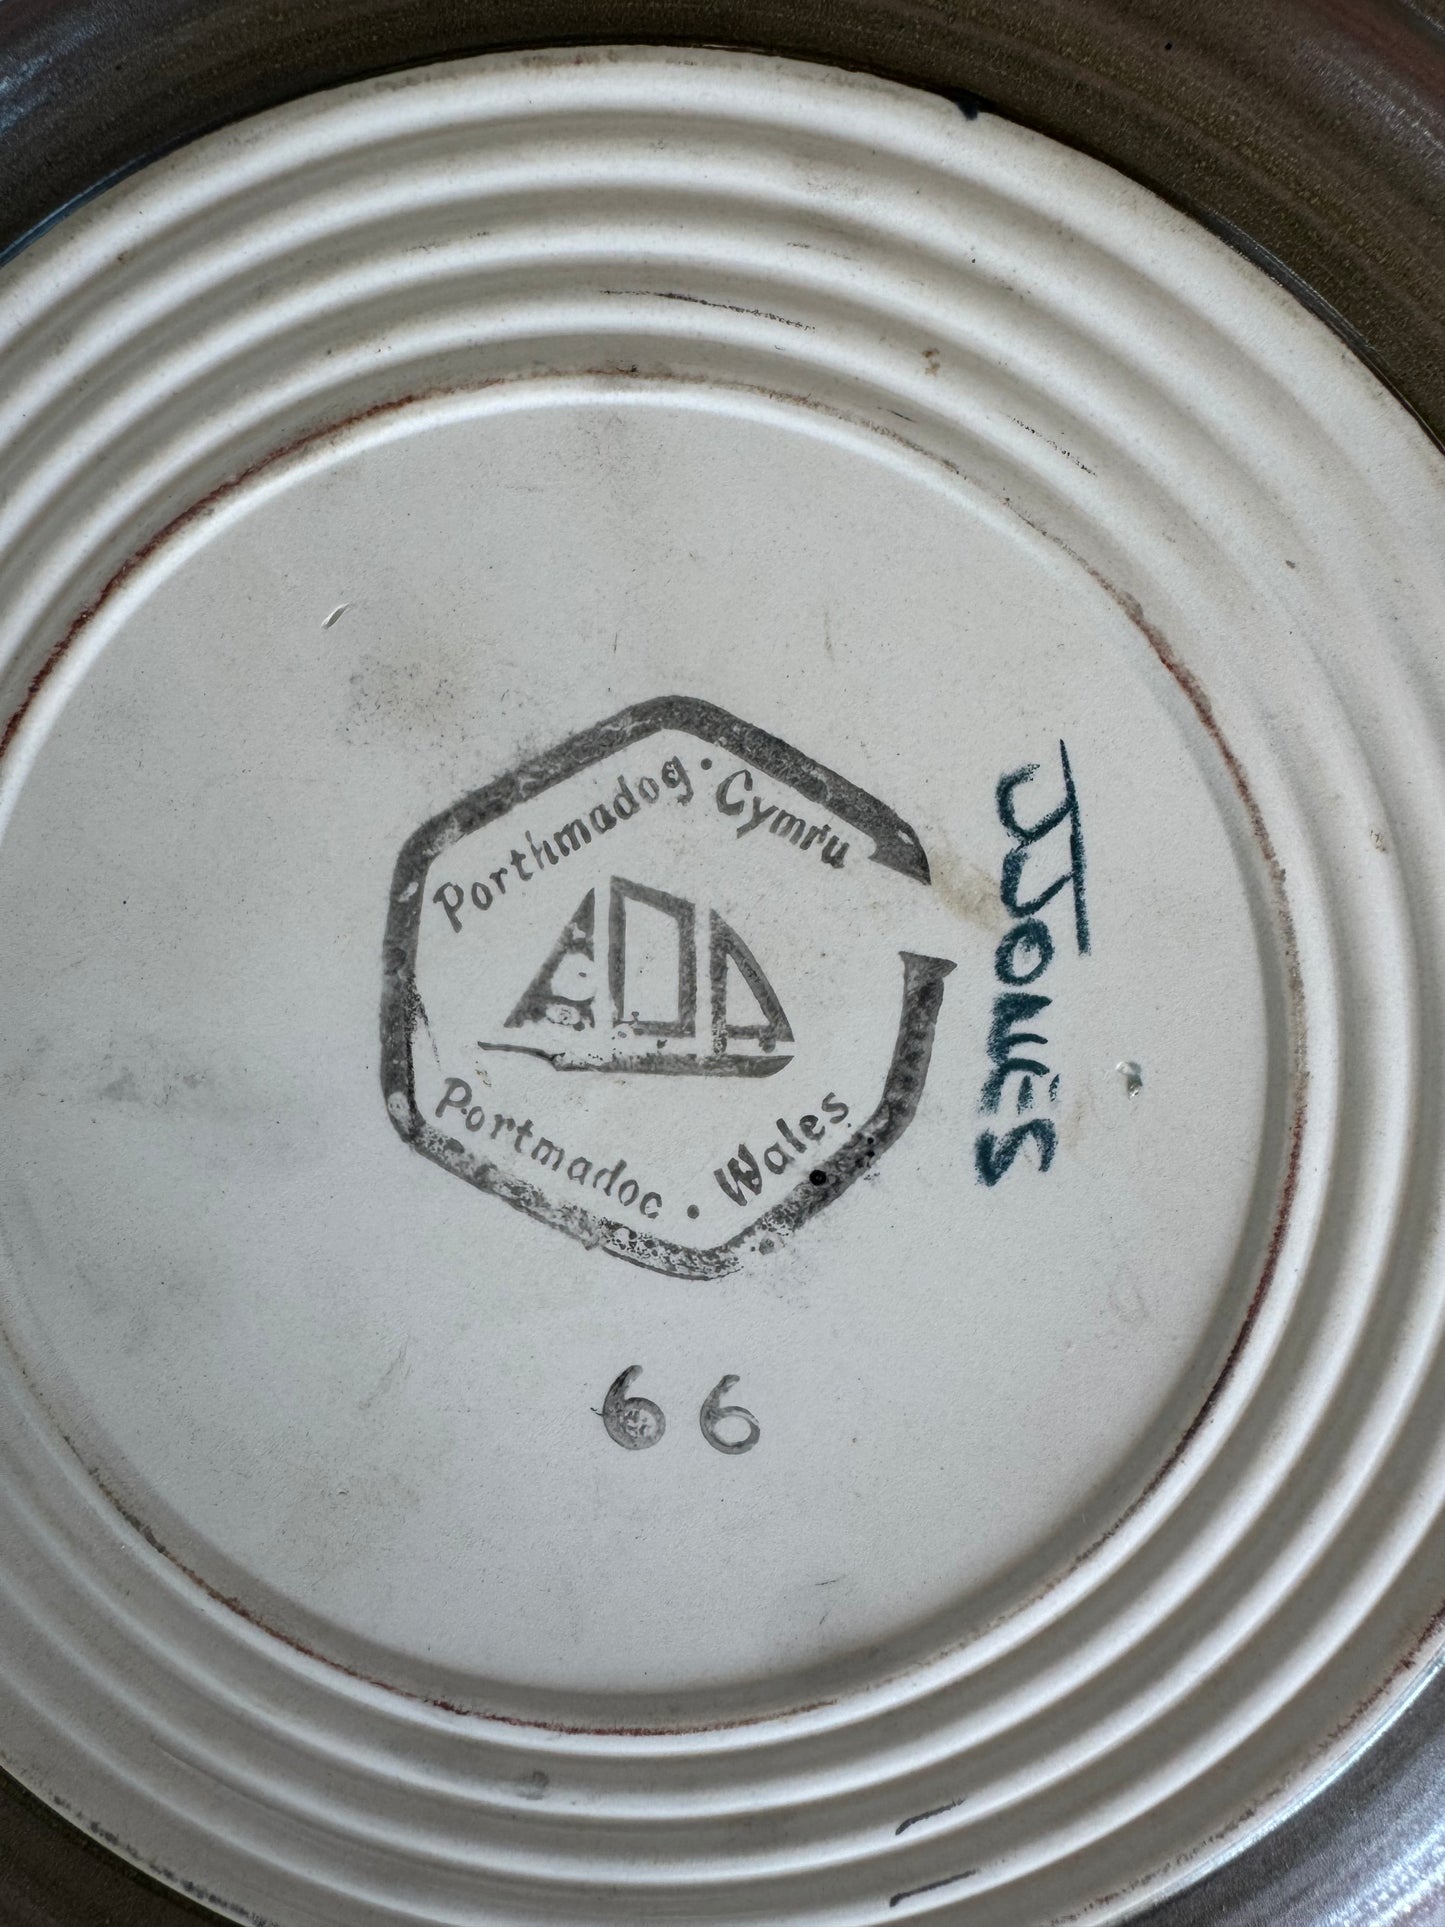 Porthmadog · Cymru
Portmadoc · Wales
66
J JONES